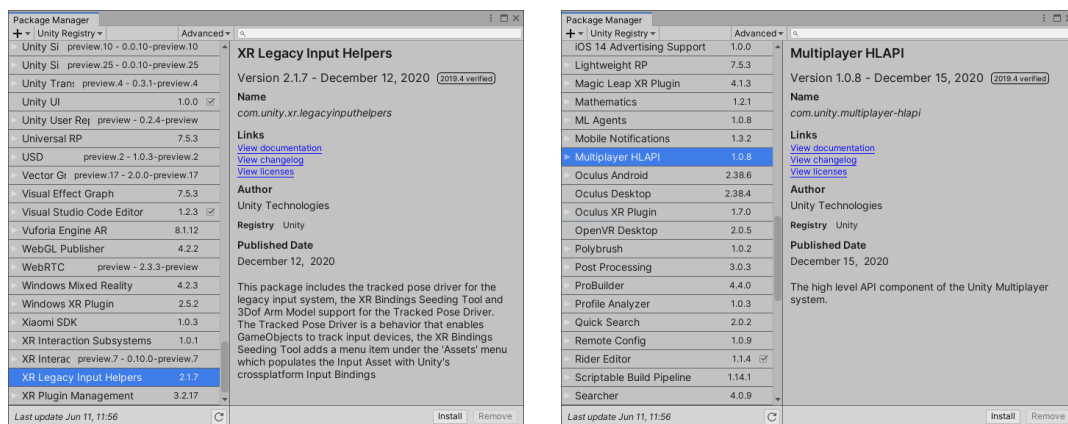 Package Manager
Unity Registry
Advanced
Unity Si preview.10 - 0.0.10-preview.10
Unity Si preview.25 - 0.0.10-preview.25
Unity Trans preview.4 - 0.3.1-preview.4
Unity UI 1.0.0
Unity User Rep preview - 0.2.4-preview
Universal RP 7.5.3
USD preview.2 - 1.0.3-preview.2
Vector Gr preview.17 - 2.0.0-preview.17
Visual Effect Graph 7.5.3
Visual Studio Code Editor 1.2.3
Vuforia Engine AR 8.1.12
WebGL Publisher 4.2.2
WebRTC preview - 2.3.3-preview
Windows Mixed Reality 4.2.3
Windows XR Plugin 2.5.2
Xiaomi SDK 1.0.3
XR Interaction Subsystems 1.0.1
XR Interac preview.7 - 0.10.0-preview.7
XR Legacy Input Helpers 2.1.7
XR Plugin Management 3.2.17
Last update Jun 11, 11:56
XR Legacy Input Helpers
Version 2.1.7 - December 12, 2020 2019.4 verified
Name
com.unity.xr.legacyinputhelpers
Links
View documentation
View changelog
View licenses
Author
Unity Technologies
Registry Unity
Published Date
December 12, 2020
This package includes the tracked pose driver for the
legacy input system, the XR Bindings Seeding Tool and
3Dof Arm Model support for the Tracked Pose Driver.
The Tracked Pose Driver is a behavior that enables
GameObjects to track input devices, the XR Bindings
Seeding Tool adds a menu item under the 'Assets' menu
which populates the Input Asset with Unity's
crossplatform Input Bindings
Install Remove
Package Manager
Unity Registry
Advanced
iOS 14 Advertising Support 1.0.0
Lightweight RP 7.5.3
Magic Leap XR Plugin 4.1.3
Mathematics 1.2.1
ML Agents 1.0.8
Mobile Notifications 1.3.2
Multiplayer HLAPI 1.0.8
Oculus Android 2.38.6
Oculus Desktop 2.38.4
Oculus XR Plugin 1.7.0
OpenVR Desktop 2.0.5
Polybrush 1.0.2
Post Processing 3.0.3
ProBuilder 4.4.0
Profile Analyzer 1.0.3
Quick Search 2.0.2
Remote Config 1.0.9
Rider Editor 1.1.4
Scriptable Build Pipeline 1.14.1
Searcher 4.0.9
Last update Jun 11, 11:56
Multiplayer HLAPI
Version 1.0.8 - December 15, 2020 2019.4 verified
Name
com.unity.multiplayer-hlapi
Links
View documentation
View changelog
View licenses
Author
Unity Technologies
Registry Unity
Published Date
December 15, 2020
The high level API component of the Unity Multiplayer
system.
Install Remove